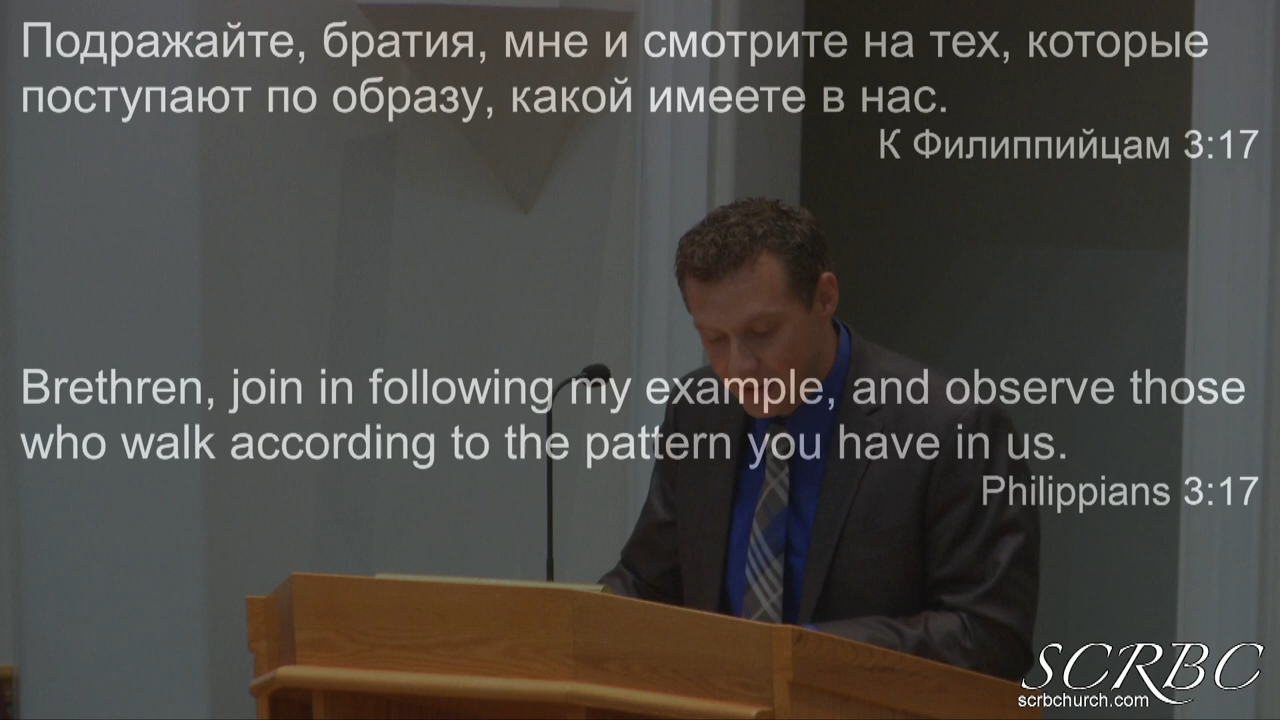 Подражайте, братия, мне и смотрите на тех, которые
поступают по образу, какой имеете в нас.
К Филиппийцам 3:17
Brethren, join in following my example, and observe those
who walk according to the pattern you have in us.
Philippians 3:17
SCRBC
scrbchurch.com